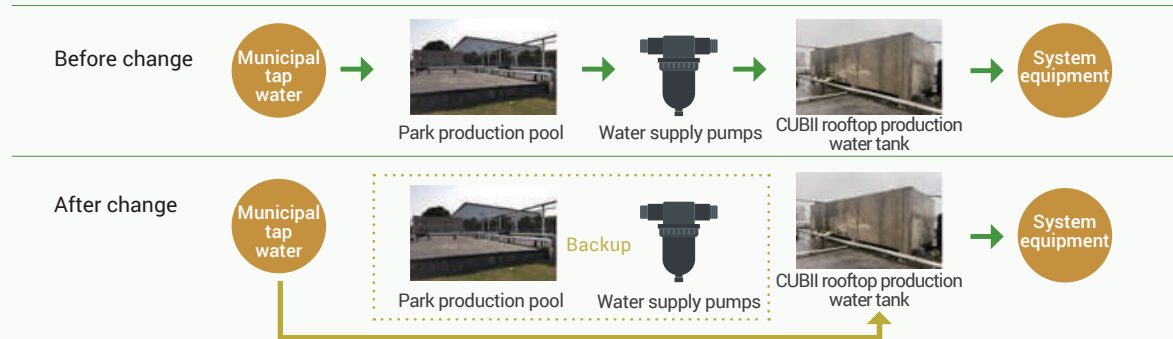 Before change
Municipal
tap
water
Park production pool
Water supply pumps
CUBII rooftop production
water tank
System
equipment
After change
Municipal
tap
water
Park production pool
Backup
Water supply pumps
CUBII rooftop production
water tank
System
equipment